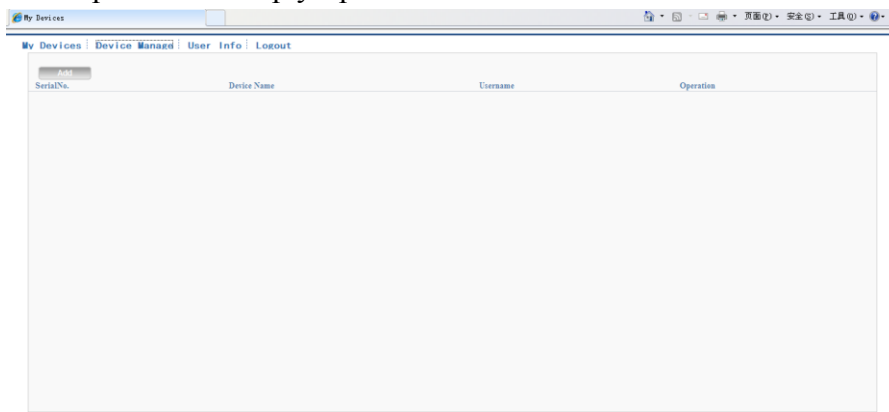 My Devices
页面(P) 安全(S) 工具(O)
My Devices Device Managd User Info Logout
Add
SerialNo. Device Name Username Operation